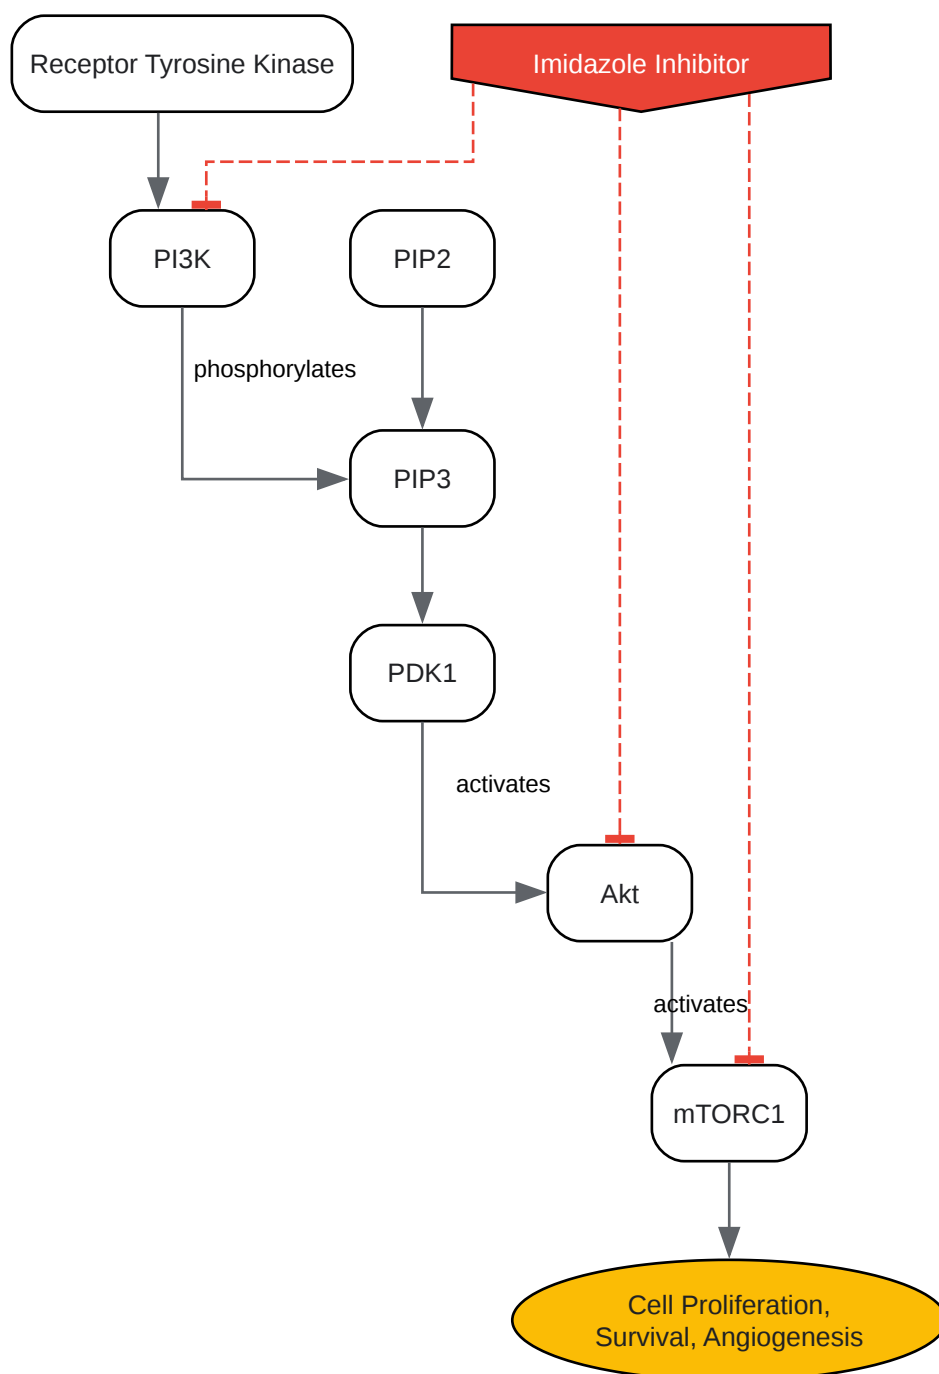 Receptor Tyrosine Kinase
Imidazole Inhibitor
PI3K
PIP2
phosphorylates
PIP3
PDK1
activates
Akt
activates
mTORC1
Cell Proliferation,
Survival, Angiogenesis